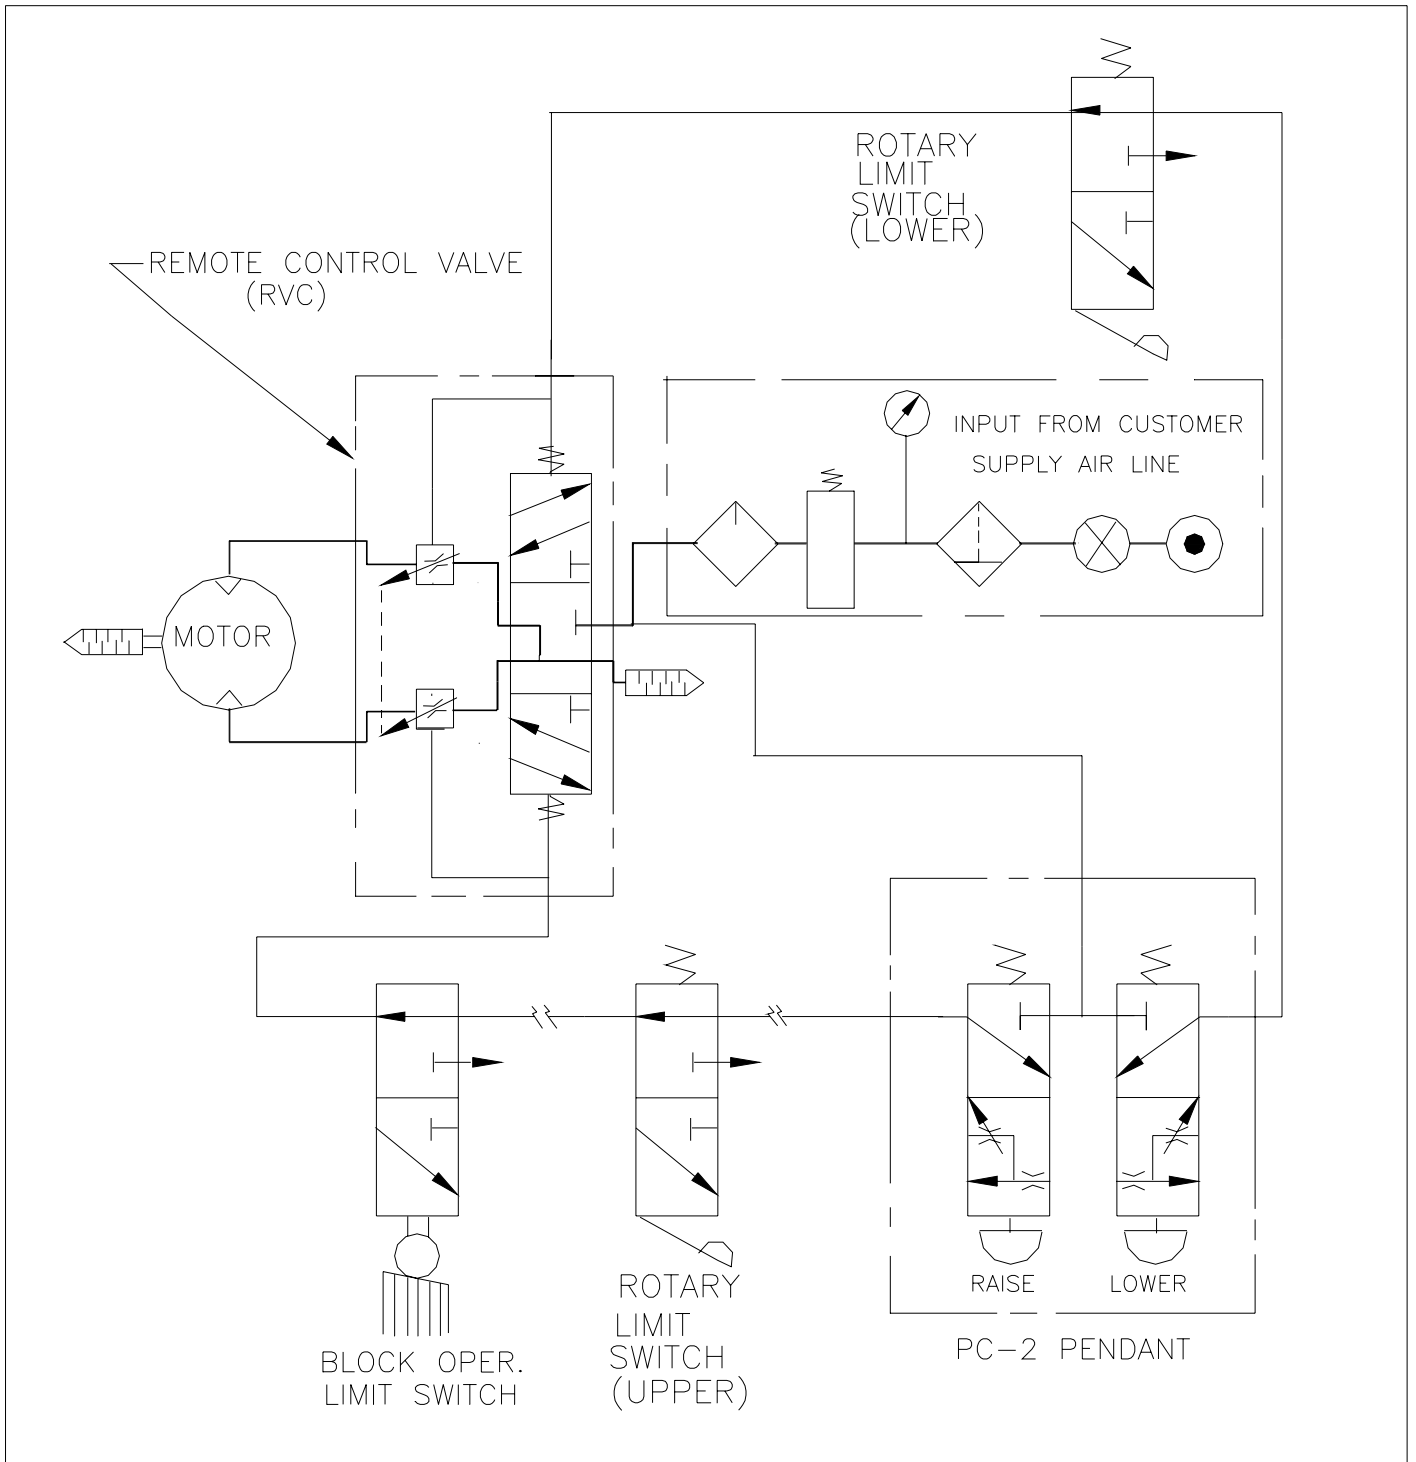 ROTARY
LIMIT
SWITCH
(LOWER)
REMOTE CONTROL VALVE
(RVC)
INPUT FROM CUSTOMER
SUPPLY AIR LINE
MOTOR
RAISE
LOWER
PC-2 PENDANT
ROTARY
LIMIT
SWITCH
(UPPER)
BLOCK OPER.
LIMIT SWITCH